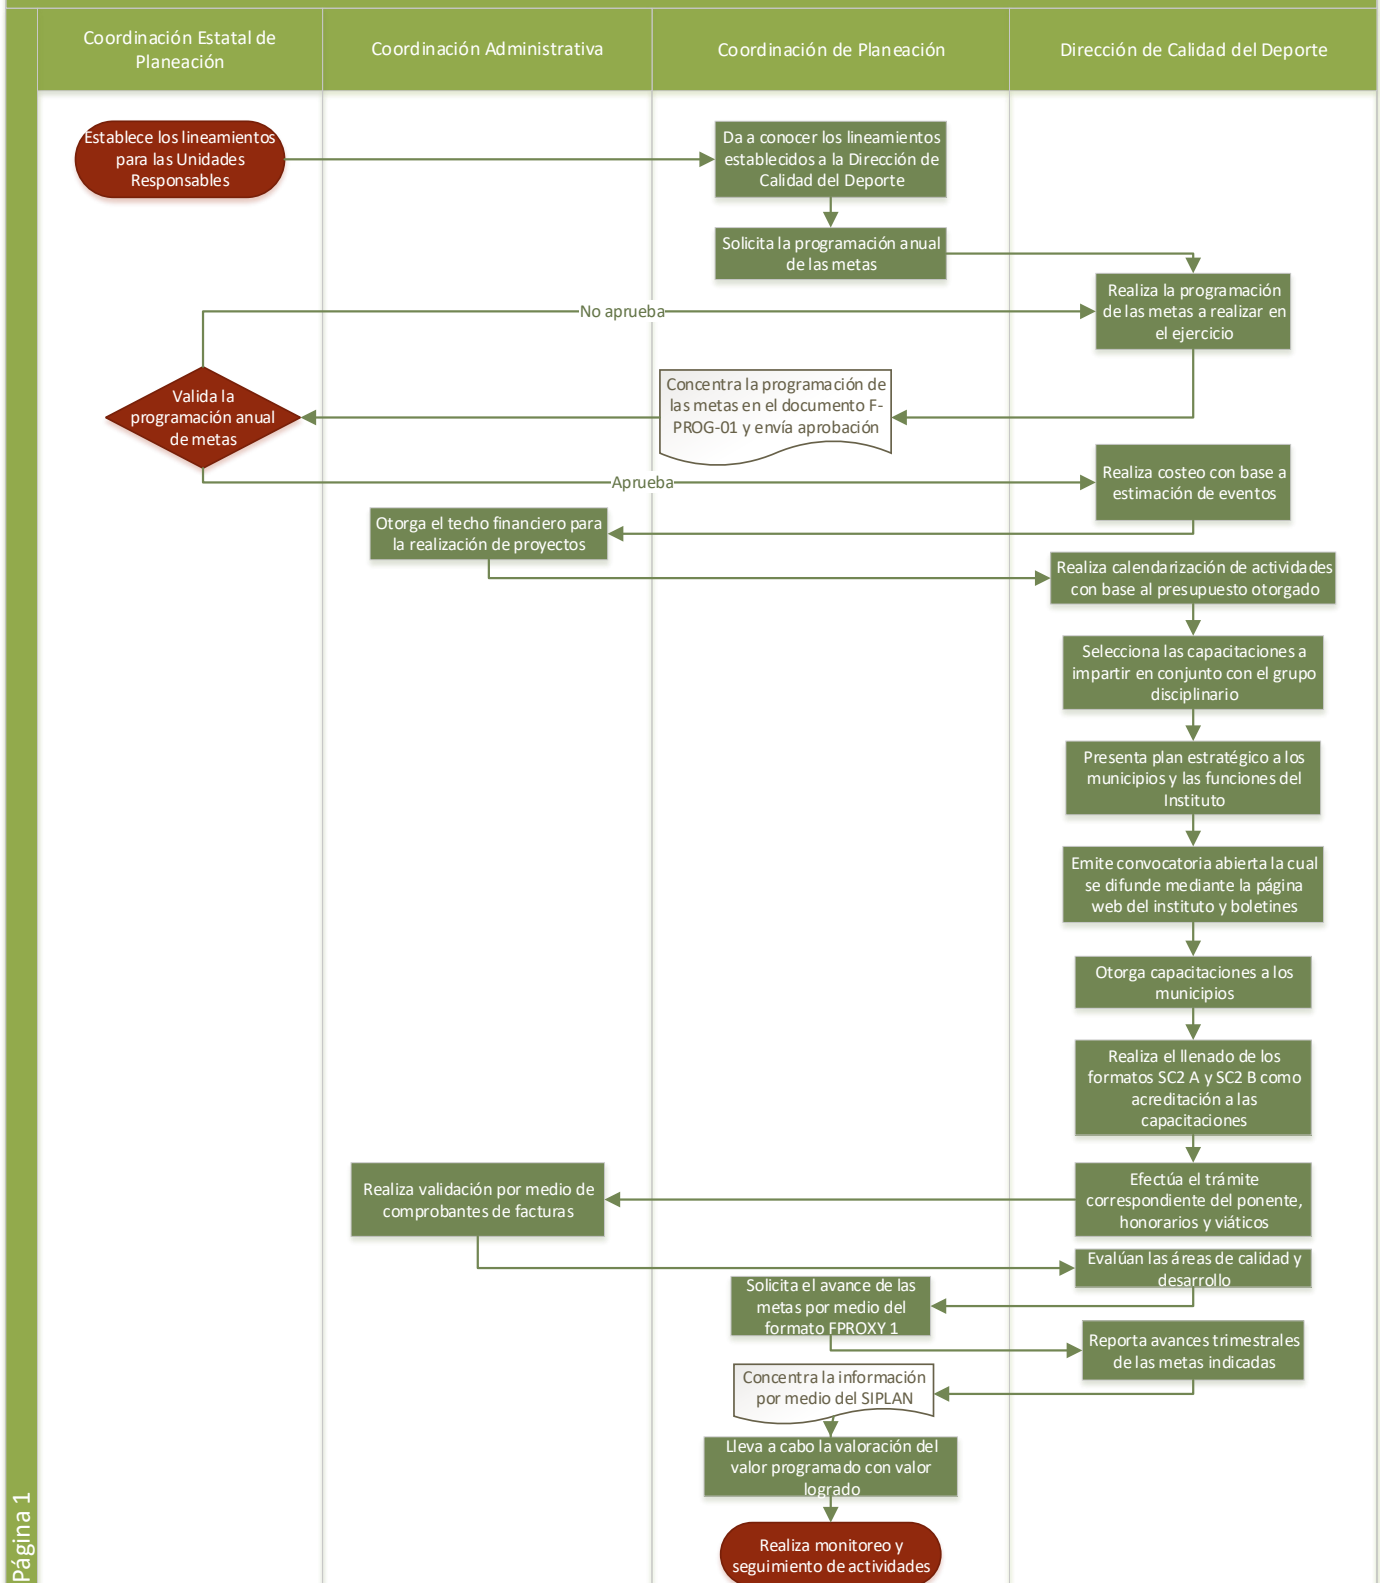 Coordinación Estatal de
Planeación
Coordinación Administrativa
Coordinación de Planeación
Dirección de Calidad del Deporte
Establece los lineamientos
para las Unidades
Responsables
Da a conocer los lineamientos
establecidos a la Dirección de
Calidad del Deporte
Solicita la programación anual
de las metas
Realiza la programación
de las metas a realizar en
el ejercicio
No aprueba
Concentra la programación de
las metas en el documento F-
PROG-01 y envía aprobación
Valida la
programación anual
de metas
Aprueba
Realiza costeo con base a
estimación de eventos
Otorga el techo financiero para
la realización de proyectos
Realiza calendarización de actividades
con base al presupuesto otorgado
Selecciona las capacitaciones a
impartir en conjunto con el grupo
disciplinario
Presenta plan estratégico a los
municipios y las funciones del
Instituto
Emite convocatoria abierta la cual
se difunde mediante la página
web del instituto y boletines
Otorga capacitaciones a los
municipios
Realiza el llenado de los
formatos SC2 A y SC2 B como
acreditación a las
capacitaciones
Efectúa el trámite
correspondiente del ponente,
honorarios y viáticos
Realiza validación por medio de
comprobantes de facturas
Evalúan las áreas de calidad y
desarrollo
Solicita el avance de las
metas por medio del
formato FPROXY 1
Reporta avances trimestrales
de las metas indicadas
Concentra la información
por medio del SIPLAN
Lleva a cabo la valoración del
valor programado con valor
logrado
Realiza monitoreo y
seguimiento de actividades
Página 1